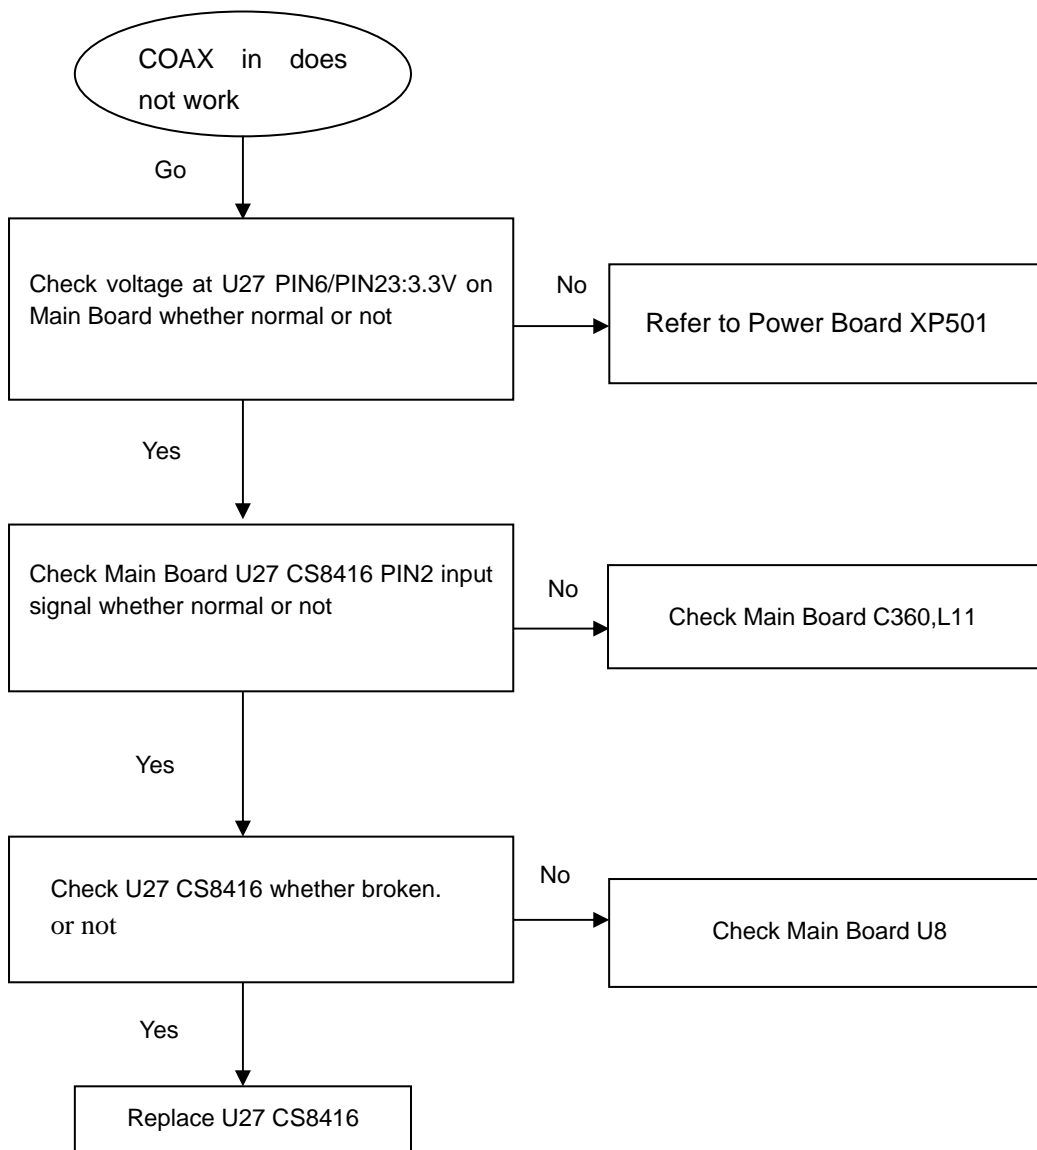 COAX in does
not work
Go
Check voltage at U27 PIN6/PIN23:3.3V on
Main Board whether normal or not
No
Refer to Power Board XP501
Yes
Check Main Board U27 CS8416 PIN2 input
signal whether normal or not
No
Check Main Board C360,L11
Yes
Check U27 CS8416 whether broken.
or not
No
Check Main Board U8
Yes
Replace U27 CS8416